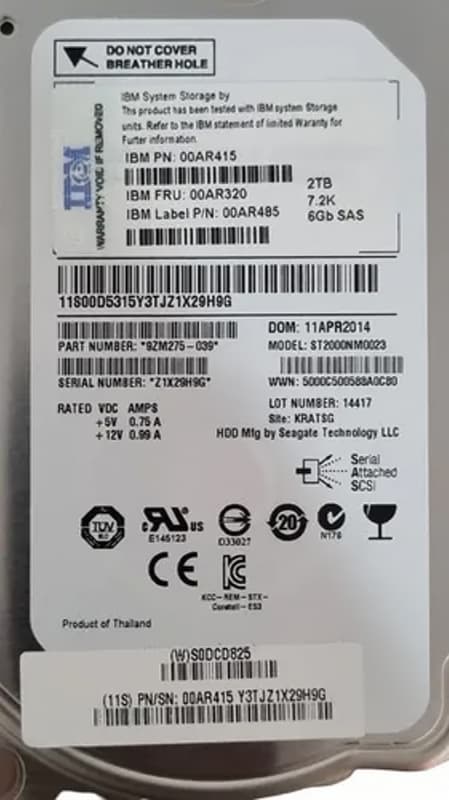 DO NOT COVER
BREATHER HOLE
IBM System Storage by
This product has been tested with IBM system Storage
units. Refer to the IBM statement of limited Waranty for
Furter information.
IBM PN: 00AR415
IBM FRU: 00AR320
IBM Label P/N: 00AR485
2TB
7.2K
6Gb SAS
IBM
WARRANTY VOID IF REMOVED
11S00D5315Y3TJZ1X29H9G
PART NUMBER: "9ZM275-039"
SERIAL NUMBER: "Z1X29H9G"
DOM: 11APR2014
MODEL: ST2000NM0023
WWN: 5000C500588A0C80
RATED VDC AMPS
+5V 0.75 A
+12V 0.99 A
LOT NUMBER: 14417
Site: KRATSG
HDD Mfg by Seagate Technology LLC
Serial
Attached
SCSI
TUV
c RU US
E145123
D33027
20
N176
CE
KCC-REM-STX-
Product of Thailand
(W)S0DCD825
(11S) PN/SN: 00AR415 Y3TJZ1X29H9G